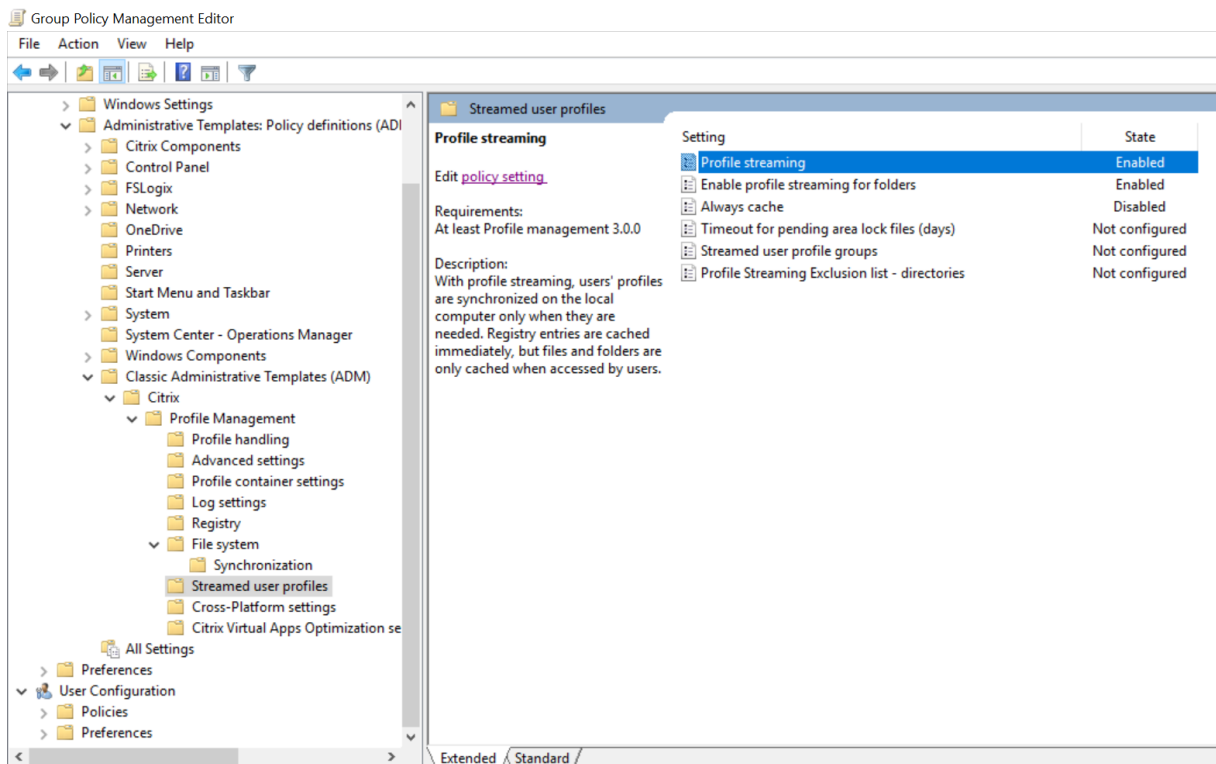 Group Policy Management Editor
File Action View Help
Windows Settings
Administrative Templates: Policy definitions (ADI
Citrix Components
Control Panel
FSLogix
Network
OneDrive
Printers
Server
Start Menu and Taskbar
System
System Center - Operations Manager
Windows Components
Classic Administrative Templates (ADM)
Citrix
Profile Management
Profile handling
Advanced settings
Profile container settings
Log settings
Registry
File system
Synchronization
Streamed user profiles
Cross-Platform settings
Citrix Virtual Apps Optimization se
All Settings
Preferences
User Configuration
Policies
Preferences
Streamed user profiles
Profile streaming
Edit policy setting
Requirements:
At least Profile management 3.0.0
Description:
With profile streaming, users' profiles
are synchronized on the local
computer only when they are
needed. Registry entries are cached
immediately, but files and folders are
only cached when accessed by users.
Setting State
Profile streaming Enabled
Enable profile streaming for folders Enabled
Always cache Disabled
Timeout for pending area lock files (days) Not configured
Streamed user profile groups Not configured
Profile Streaming Exclusion list - directories Not configured
Extended Standard